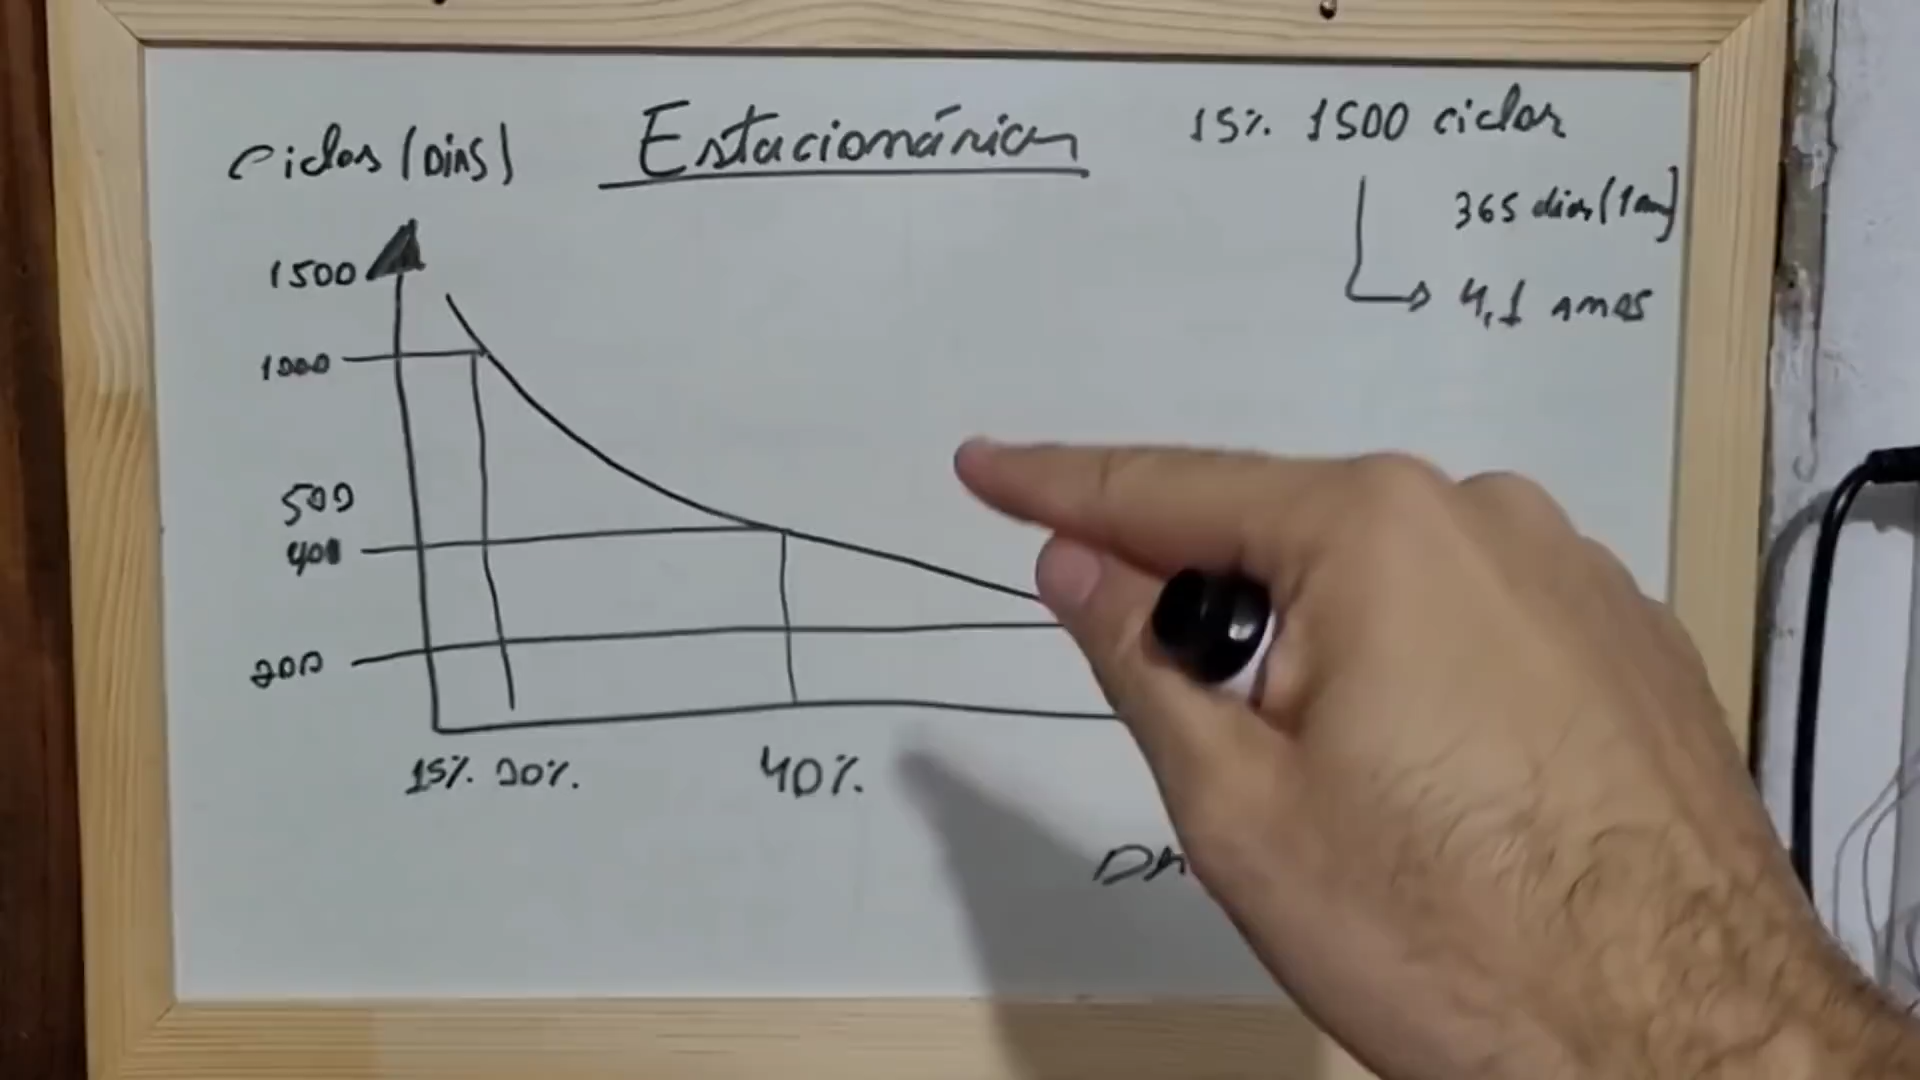 Ciclos (DIAS)
Estacionária
15% 1500 ciclos
365 dias (1 ano)
4,1 anos
1500
1000
500
400
200
15% 20% 40%